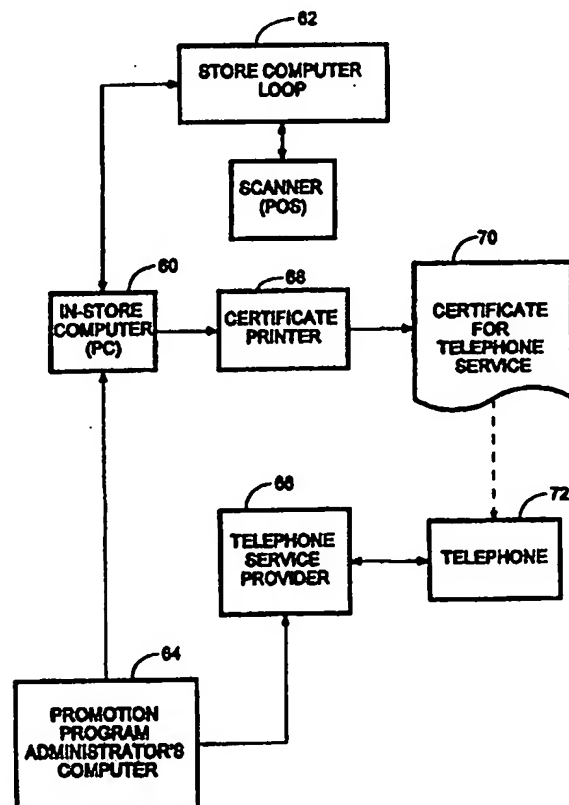 62
STORE COMPUTER
LOOP
SCANNER
(POS)
60
IN-STORE
COMPUTER
(PC)
68
CERTIFICATE
PRINTER
70
CERTIFICATE
FOR
TELEPHONE
SERVICE
66
TELEPHONE
SERVICE
PROVIDER
72
TELEPHONE
64
PROMOTION
PROGRAM
ADMINISTRATOR'S
COMPUTER